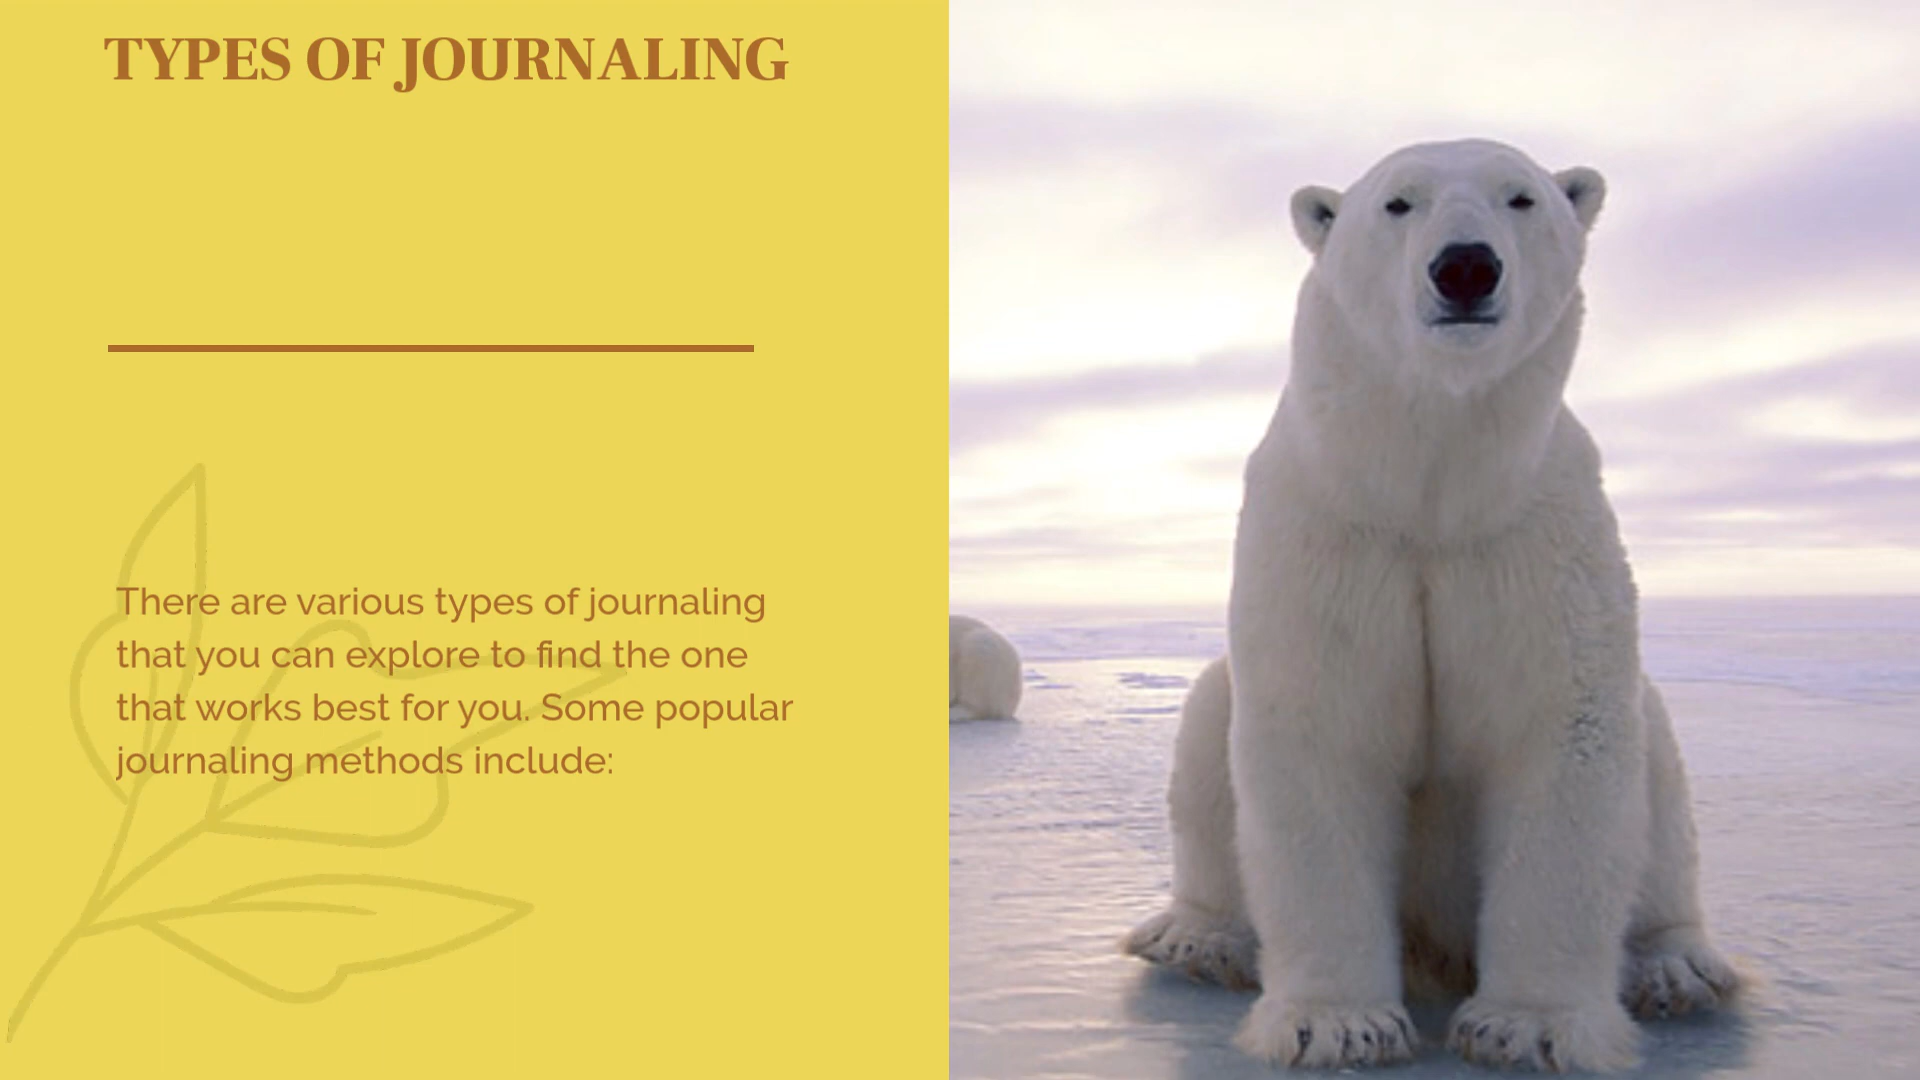 TYPES OF JOURNALING
There are various types of journaling
that you can explore to find the one
that works best for you. Some popular
journaling methods include: